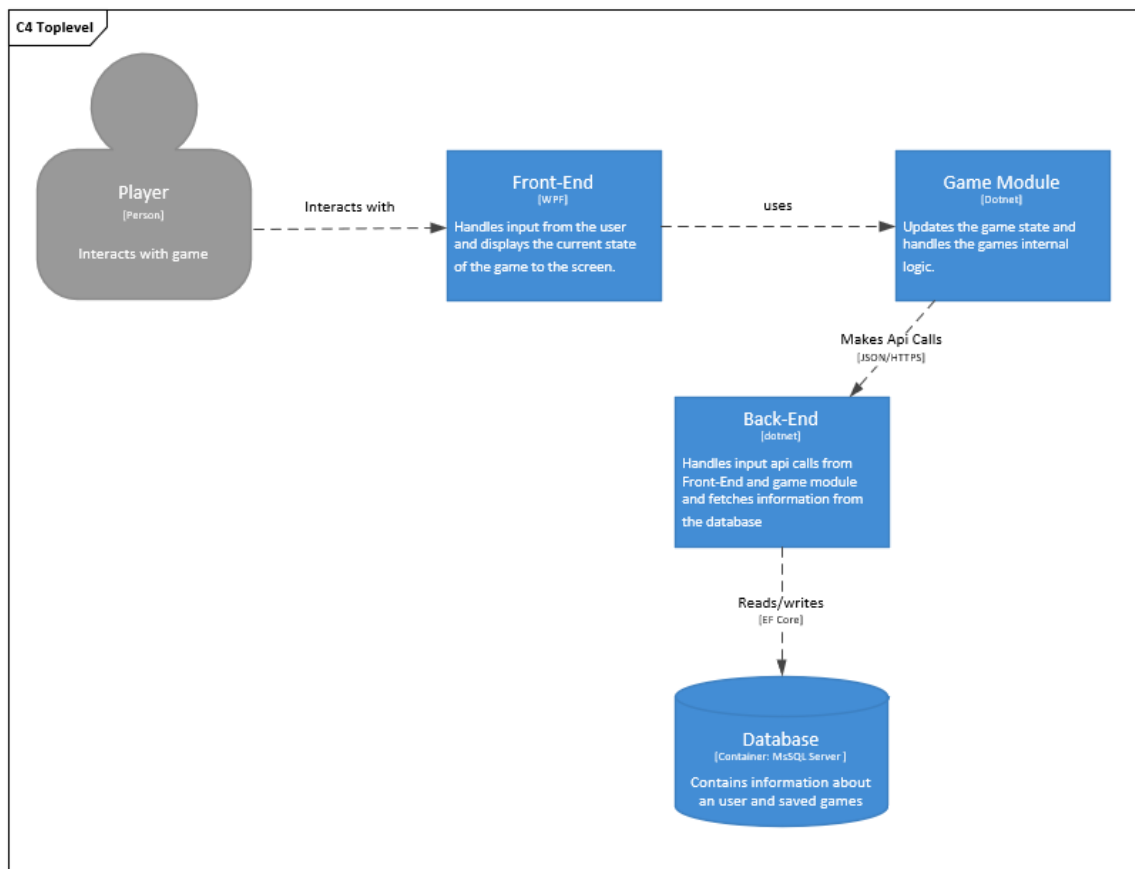 C4 Toplevel
Player
[Person]
Interacts with game
Interacts with
Front-End
[WPF]
Handles input from the user
and displays the current state
of the game to the screen.
uses
Game Module
[Dotnet]
Updates the game state and
handles the games internal
logic.
Makes Api Calls
[JSON/HTTPS]
Back-End
[dotnet]
Handles input api calls from
Front-End and game module
and fetches information from
the database
Reads/writes
[EF Core]
Database
[Container: MsSQL Server ]
Contains information about
an user and saved games